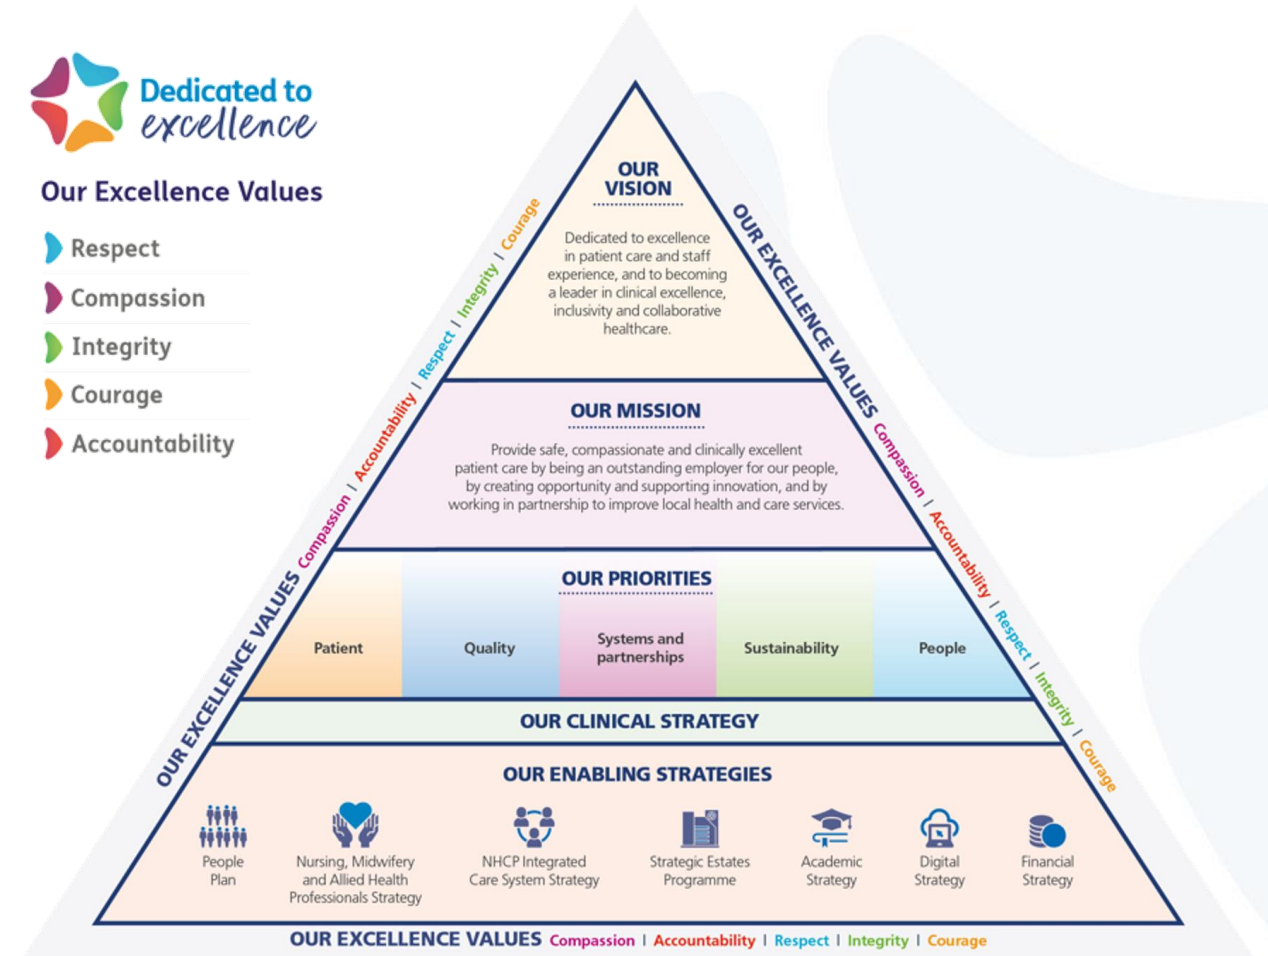 Dedicated to
excellence
Our Excellence Values
Respect
Compassion
Integrity
Courage
Accountability
OUR
VISION
Dedicated to excellence
in patient care and staff
experience, and to becoming
a leader in clinical excellence,
inclusivity and collaborative
healthcare.
OUR MISSION
Provide safe, compassionate and clinically excellent
patient care by being an outstanding employer for our people,
by creating opportunity and supporting innovation, and by
working in partnership to improve local health and care services.
OUR PRIORITIES
Patient
Quality
Systems and
partnerships
Sustainability
People
OUR CLINICAL STRATEGY
OUR ENABLING STRATEGIES
People
Plan
Nursing, Midwifery
and Allied Health
Professionals Strategy
NHCP Integrated
Care System Strategy
Strategic Estates
Programme
Academic
Strategy
Digital
Strategy
Financial
Strategy
OUR EXCELLENCE VALUES Compassion | Accountability | Respect | Integrity | Courage
OUR EXCELLENCE VALUES Compassion | Accountability | Respect | Integrity | Courage
OUR EXCELLENCE VALUES Compassion | Accountability | Respect | Integrity | Courage